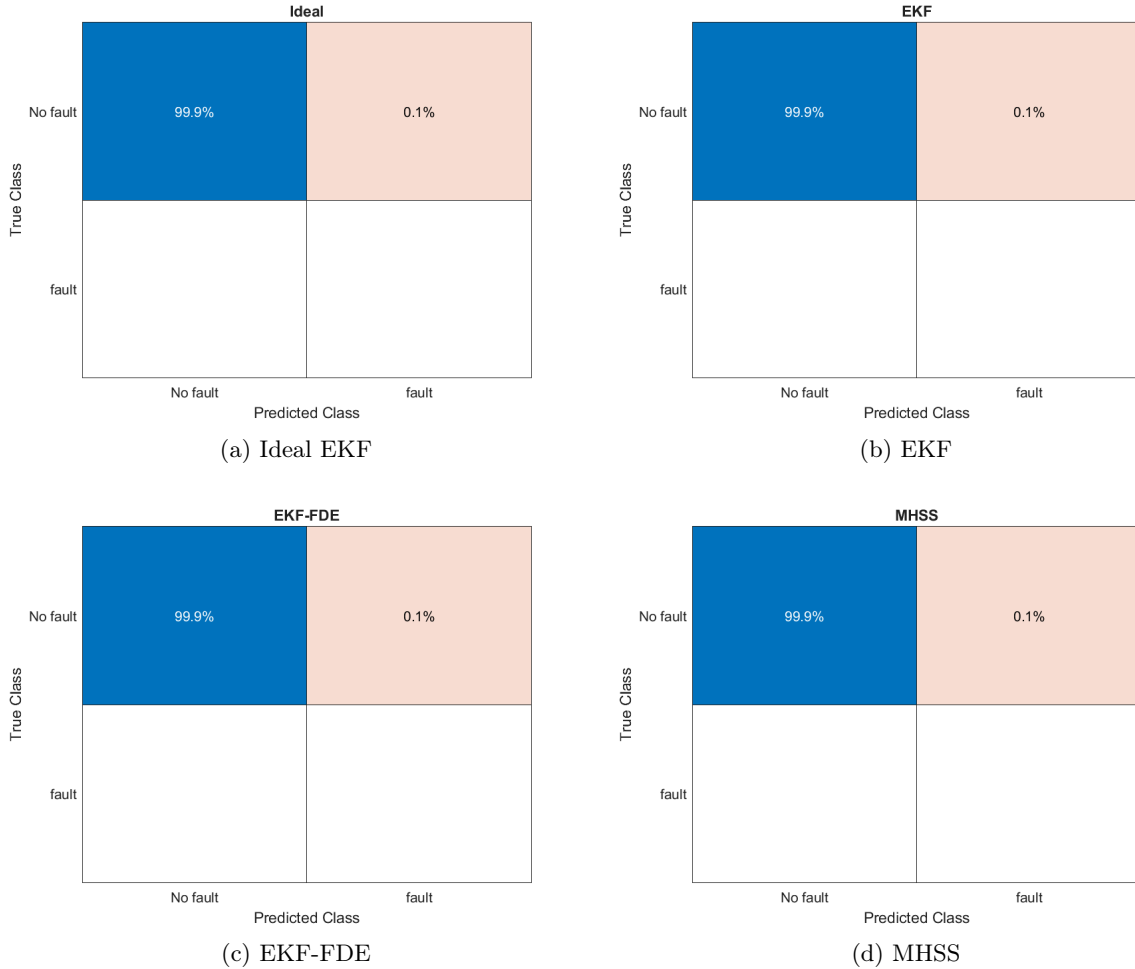 Ideal
No fault
99.9%
0.1%
True Class
fault
No fault
fault
Predicted Class
(a) Ideal EKF
EKF
No fault
99.9%
0.1%
True Class
fault
No fault
fault
Predicted Class
(b) EKF
EKF-FDE
No fault
99.9%
0.1%
True Class
fault
No fault
fault
Predicted Class
(c) EKF-FDE
MHSS
No fault
99.9%
0.1%
True Class
fault
No fault
fault
Predicted Class
(d) MHSS